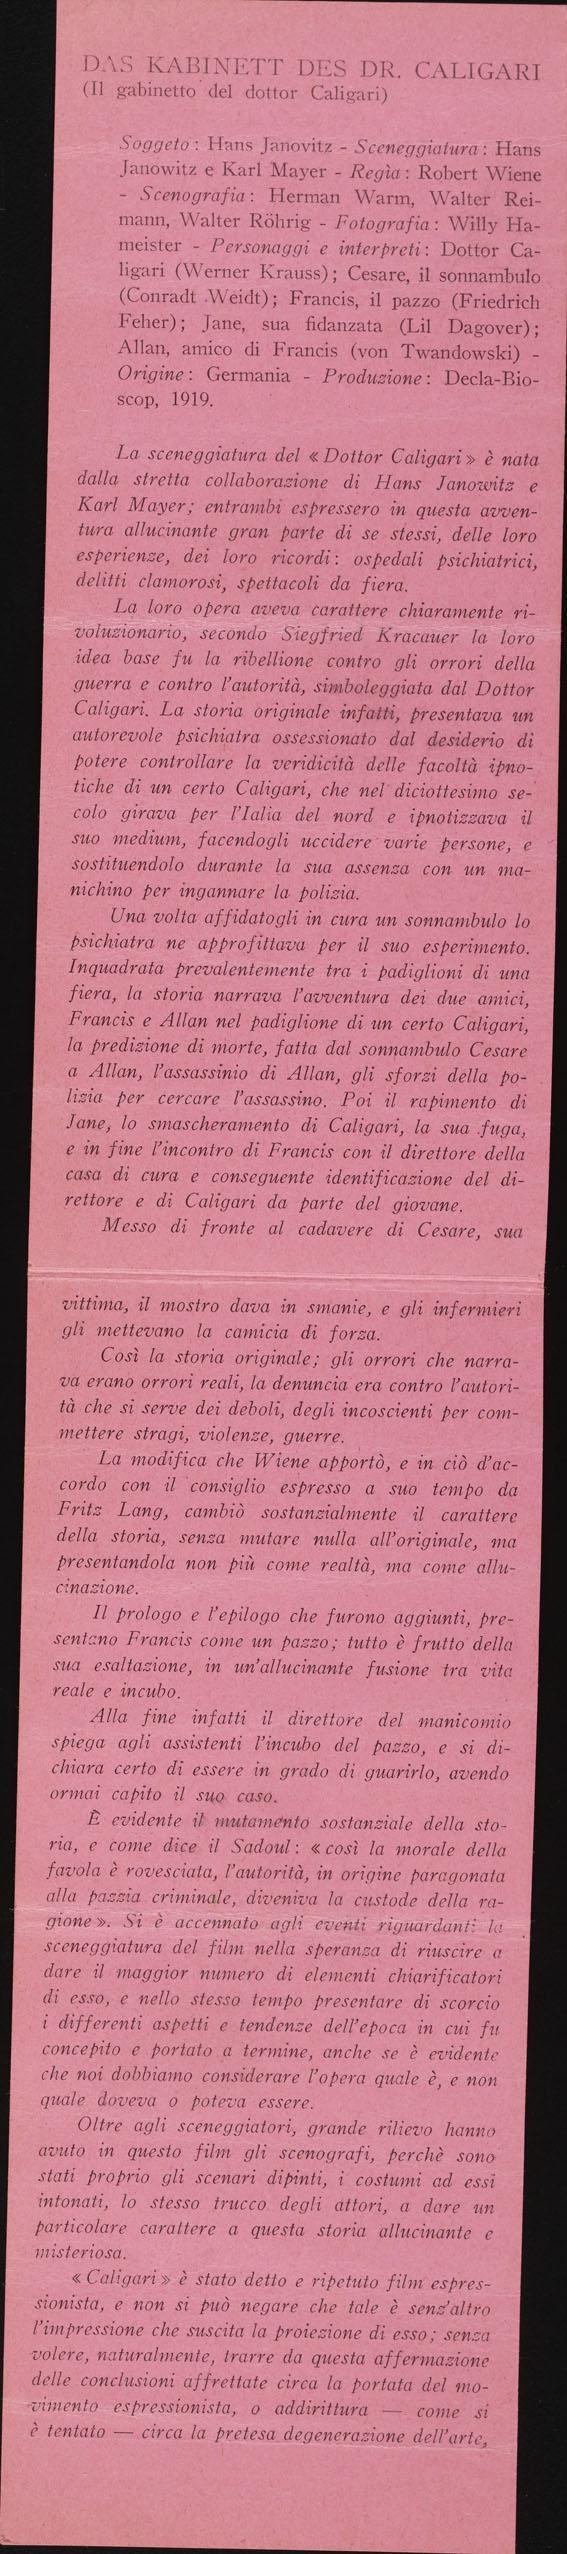 DAS KABINETT DES DR. CALIGARI
(Il gabinetto del dottor Caligari)
Soggeto: Hans Janovitz - Sceneggiatura: Hans
Janowitz e Karl Mayer - Regìa: Robert Wiene
- Scenografia: Herman Warm, Walter Rei-
mann, Walter Röhrig - Fotografia: Willy Ha-
meister - Personaggi e interpreti: Dottor Ca-
ligari (Werner Krauss); Cesare, il sonnambulo
(Conradt Weidt); Francis, il pazzo (Friedrich
Feher); Jane, sua fidanzata (Lil Dagover);
Allan, amico di Francis (von Twandowski) -
Origine: Germania - Produzione: Decla-Bio-
scop, 1919.
La sceneggiatura del « Dottor Caligari » è nata
dalla stretta collaborazione di Hans Janowitz e
Karl Mayer; entrambi espressero in questa avven-
tura allucinante gran parte di se stessi, delle loro
esperienze, dei loro ricordi: ospedali psichiatrici,
delitti clamorosi, spettacoli da fiera.
La loro opera aveva carattere chiaramente ri-
voluzionario, secondo Siegfried Kracauer la loro
idea base fu la ribellione contro gli orrori della
guerra e contro l'autorità, simboleggiata dal Dottor
Caligari. La storia originale infatti, presentava un
autorevole psichiatra ossessionato dal desiderio di
potere controllare la veridicità delle facoltà ipno-
tiche di un certo Caligari, che nel diciottesimo se-
colo girava per l'Ialia del nord e ipnotizzava il
suo medium, facendogli uccidere varie persone, e
sostituendolo durante la sua assenza con un ma-
nichino per ingannare la polizia.
Una volta affidatogli in cura un sonnambulo lo
psichiatra ne approfittava per il suo esperimento.
Inquadrata prevalentemente tra i padiglioni di una
fiera, la storia narrava l'avventura dei due amici,
Francis e Allan nel padiglione di un certo Caligari,
la predizione di morte, fatta dal sonnambulo Cesare
a Allan, l'assassinio di Allan, gli sforzi della po-
lizia per cercare l'assassino. Poi il rapimento di
Jane, lo smascheramento di Caligari, la sua fuga,
e in fine l'incontro di Francis con il direttore della
casa di cura e conseguente identificazione del di-
rettore e di Caligari da parte del giovane.
Messo di fronte al cadavere di Cesare, sua
vittima, il mostro dava in smanie, e gli infermieri
gli mettevano la camicia di forza.
Così la storia originale; gli orrori che narra-
va erano orrori reali, la denuncia era contro l'autori-
tà che si serve dei deboli, degli incoscienti per com-
mettere stragi, violenze, guerre.
La modifica che Wiene apportò, e in ciò d'ac-
cordo con il consiglio espresso a suo tempo da
Fritz Lang, cambiò sostanzialmente il carattere
della storia, senza mutare nulla all'originale, ma
presentandola non più come realtà, ma come allu-
cinazione.
Il prologo e l'epilogo che furono aggiunti, pre-
sentano Francis come un pazzo; tutto è frutto della
sua esaltazione, in un'allucinante fusione tra vita
reale e incubo.
Alla fine infatti il direttore del manicomio
spiega agli assistenti l'incubo del pazzo, e si di-
chiara certo di essere in grado di guarirlo, avendo
ormai capito il suo caso.
È evidente il mutamento sostanziale della sto-
ria, e come dice il Sadoul: « così la morale della
favola è rovesciata, l'autorità, in origine paragonata
alla pazzia criminale, diveniva la custode della ra-
gione ». Si è accennato agli eventi riguardanti la
sceneggiatura del film nella speranza di riuscire a
dare il maggior numero di elementi chiarificatori
di esso, e nello stesso tempo presentare di scorcio
i differenti aspetti e tendenze dell'epoca in cui fu
concepito e portato a termine, anche se è evidente
che noi dobbiamo considerare l'opera quale è, e non
quale doveva o poteva essere.
Oltre agli sceneggiatori, grande rilievo hanno
avuto in questo film gli scenografi, perchè sono
stati proprio gli scenari dipinti, i costumi ad essi
intonati, lo stesso trucco degli attori, a dare un
particolare carattere a questa storia allucinante e
misteriosa.
« Caligari » è stato detto e ripetuto film espres-
sionista, e non si può negare che tale è senz'altro
l'impressione che suscita la proiezione di esso; senza
volere, naturalmente, trarre da questa affermazione
delle conclusioni affrettate circa la portata del mo-
vimento espressionista, o addirittura — come si
è tentato — circa la pretesa degenerazione dell'arte,